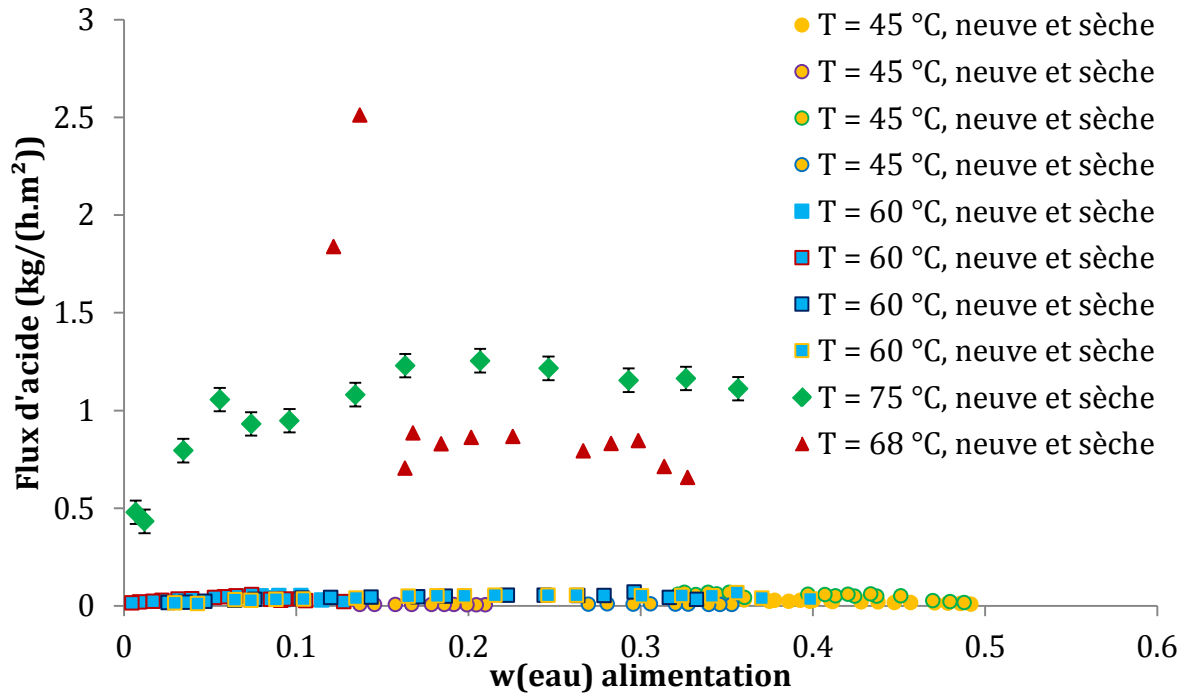 3
2.5
2
1.5
1
0.5
0
Flux d'acide (kg/(h.m²))
0
0.1
0.2
0.3
0.4
0.5
0.6
w(eau) alimentation
T = 45 °C, neuve et sèche
T = 45 °C, neuve et sèche
T = 45 °C, neuve et sèche
T = 45 °C, neuve et sèche
T = 60 °C, neuve et sèche
T = 60 °C, neuve et sèche
T = 60 °C, neuve et sèche
T = 60 °C, neuve et sèche
T = 75 °C, neuve et sèche
T = 68 °C, neuve et sèche